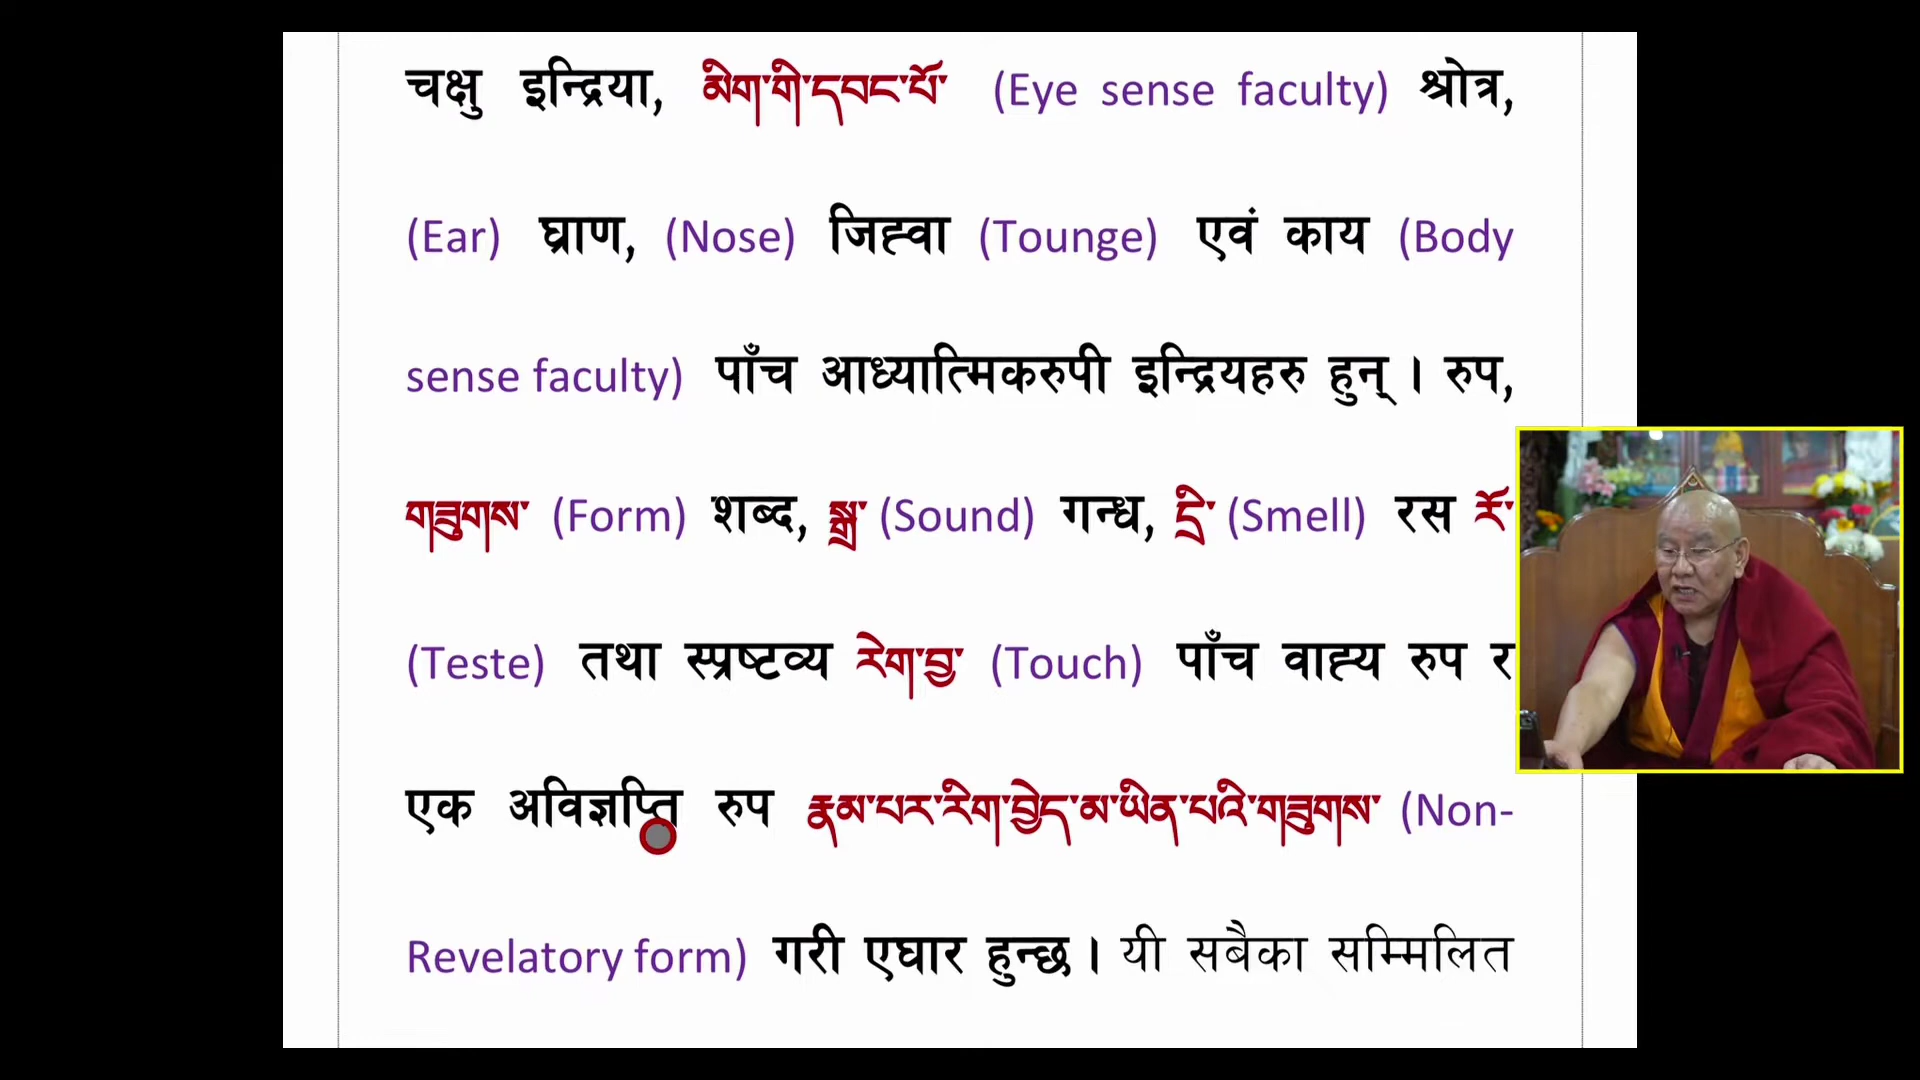 चक्षु इन्द्रिया, མིག་གི་དབང་པོ་ (Eye sense faculty) श्रोत्र,
(Ear) घ्राण, (Nose) जिह्वा (Tounge) एवं काय (Body
sense faculty) पाँच आध्यात्मिकरुपी इन्द्रियहरु हुन् । रुप,
གཟུགས་ (Form) शब्द, སྒྲ་ (Sound) गन्ध, དྲི་ (Smell) रस རོ་
(Teste) तथा स्प्रष्टव्य རེག་བྱ་ (Touch) पाँच वाह्य रुप र
एक अविज्ञप्ति रुप རྣམ་པར་རིག་བྱེད་མ་ཡིན་པའི་གཟུགས་ (Non-
Revelatory form) गरी एघार हुन्छ । यी सबैका सम्मिलित